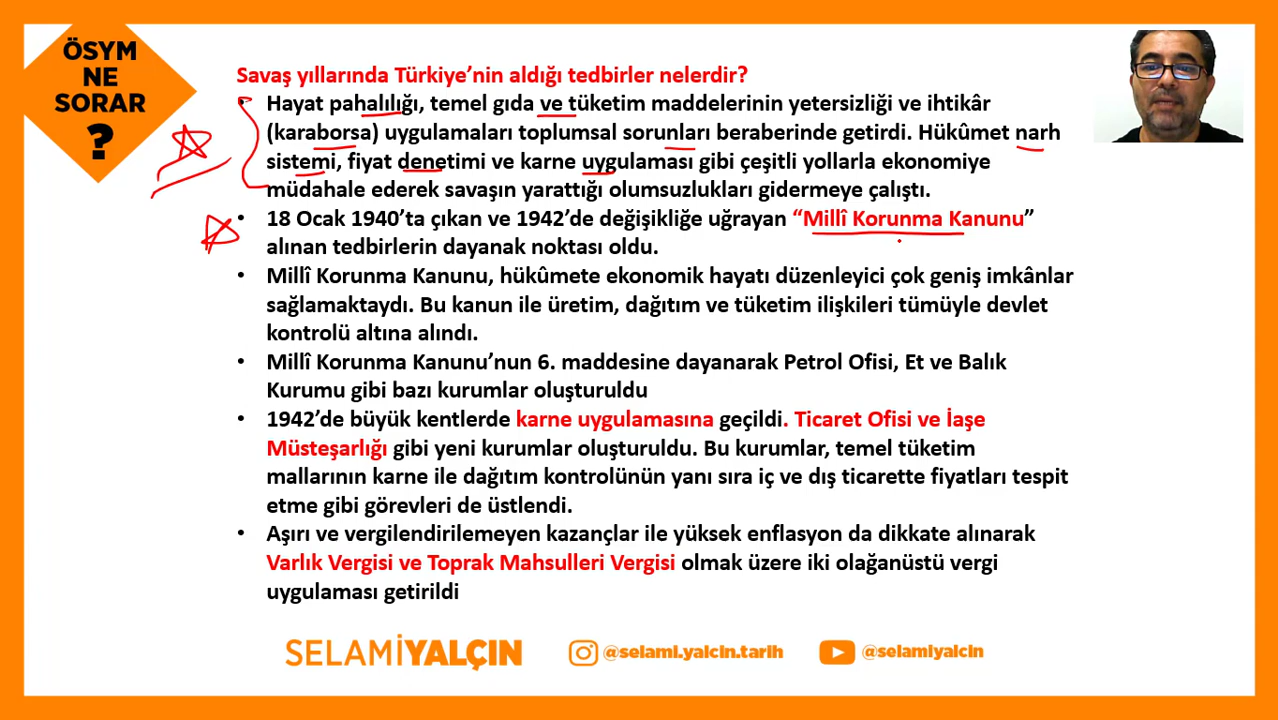 ÖSYM
NE
SORAR
?
Savaş yıllarında Türkiye’nin aldığı tedbirler nelerdir?
• Hayat pahalılığı, temel gıda ve tüketim maddelerinin yetersizliği ve ihtikâr
(karaborsa) uygulamaları toplumsal sorunları beraberinde getirdi. Hükûmet narh
sistemi, fiyat denetimi ve karne uygulaması gibi çeşitli yollarla ekonomiye
müdahale ederek savaşın yarattığı olumsuzlukları gidermeye çalıştı.
• 18 Ocak 1940’ta çıkan ve 1942’de değişikliğe uğrayan “Millî Korunma Kanunu”
alınan tedbirlerin dayanak noktası oldu.
• Millî Korunma Kanunu, hükûmete ekonomik hayatı düzenleyici çok geniş imkânlar
sağlamaktaydı. Bu kanun ile üretim, dağıtım ve tüketim ilişkileri tümüyle devlet
kontrolü altına alındı.
• Millî Korunma Kanunu’nun 6. maddesine dayanarak Petrol Ofisi, Et ve Balık
Kurumu gibi bazı kurumlar oluşturuldu
• 1942’de büyük kentlerde karne uygulamasına geçildi. Ticaret Ofisi ve İaşe
Müsteşarlığı gibi yeni kurumlar oluşturuldu. Bu kurumlar, temel tüketim
mallarının karne ile dağıtım kontrolünün yanı sıra iç ve dış ticarette fiyatları tespit
etme gibi görevleri de üstlendi.
• Aşırı ve vergilendirilemeyen kazançlar ile yüksek enflasyon da dikkate alınarak
Varlık Vergisi ve Toprak Mahsulleri Vergisi olmak üzere iki olağanüstü vergi
uygulaması getirildi
SELAMİYALÇIN @selami.yalcin.tarih @selamiyalcin